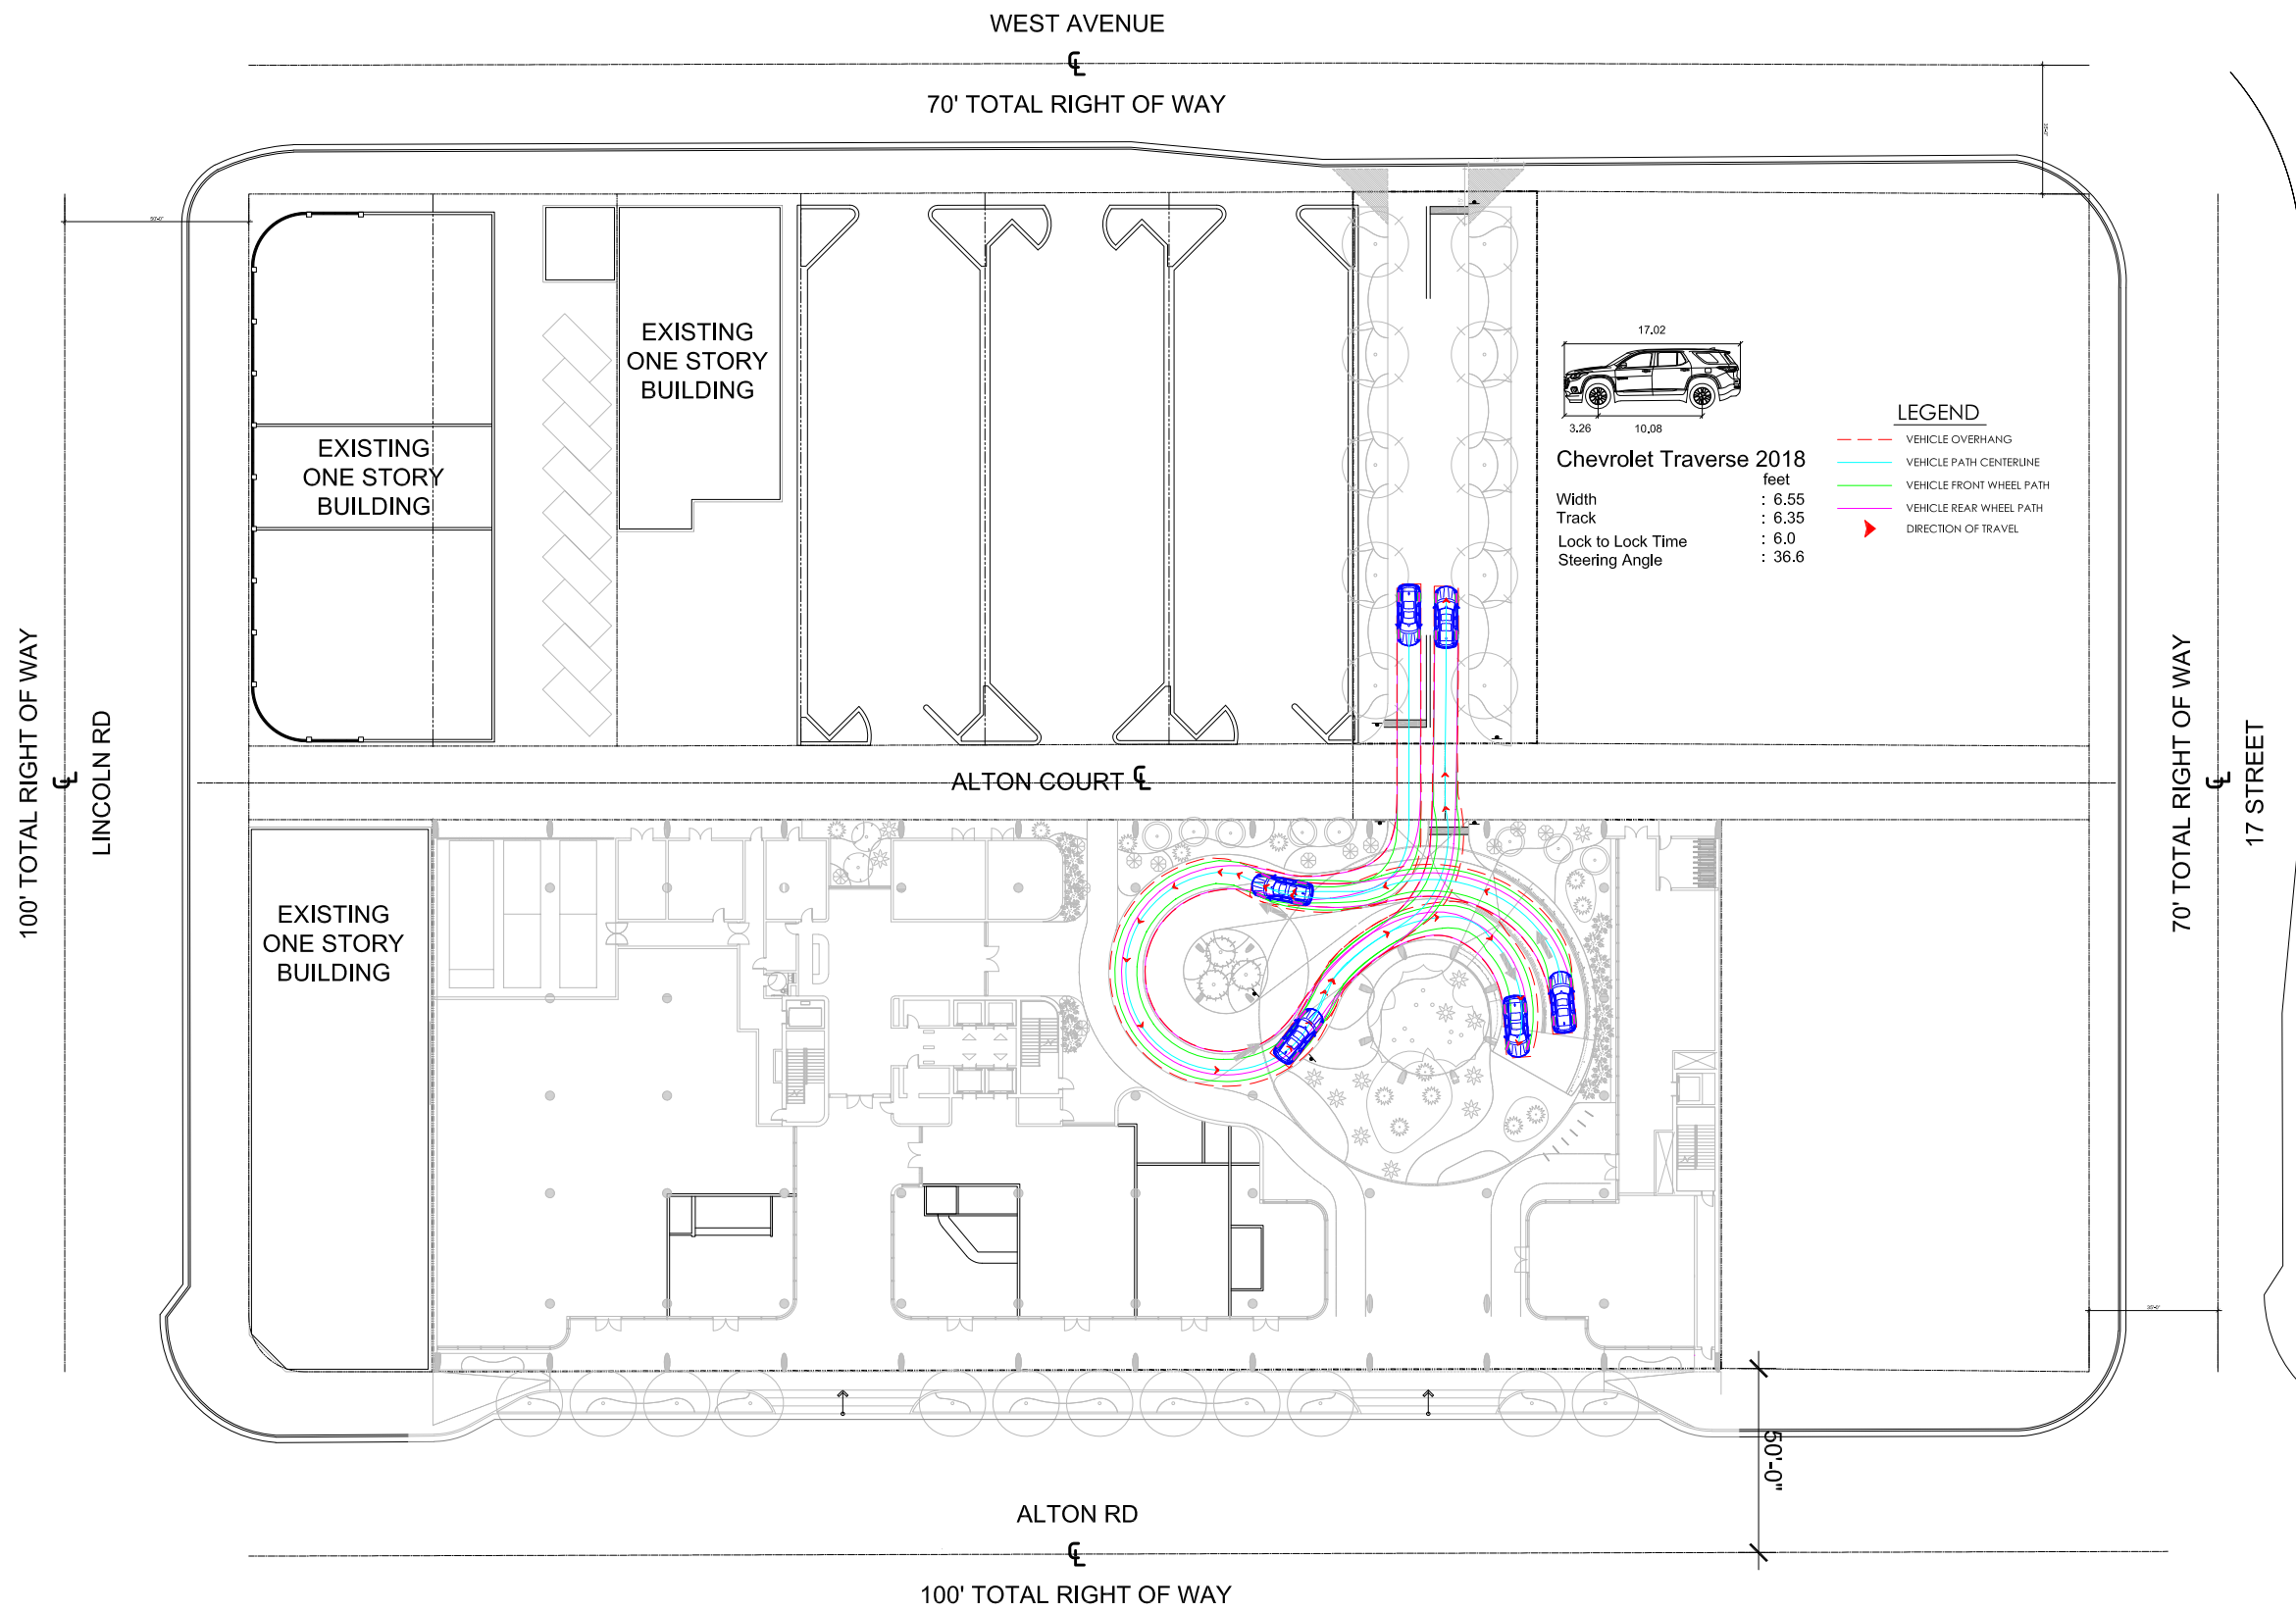 WEST AVENUE
70' TOTAL RIGHT OF WAY
50'-0"
EXISTING
ONE STORY
BUILDING
EXISTING
ONE STORY
BUILDING
17.02
3.26
10.08
Chevrolet Traverse 2018
feet
Width : 6.55
Track : 6.35
Lock to Lock Time : 6.0
Steering Angle : 36.6
LEGEND
VEHICLE OVERHANG
VEHICLE PATH CENTERLINE
VEHICLE FRONT WHEEL PATH
VEHICLE REAR WHEEL PATH
DIRECTION OF TRAVEL
100' TOTAL RIGHT OF WAY
LINCOLN RD
ALTON COURT
70' TOTAL RIGHT OF WAY
17 STREET
EXISTING
ONE STORY
BUILDING
35'-0"
50'-0"
ALTON RD
100' TOTAL RIGHT OF WAY